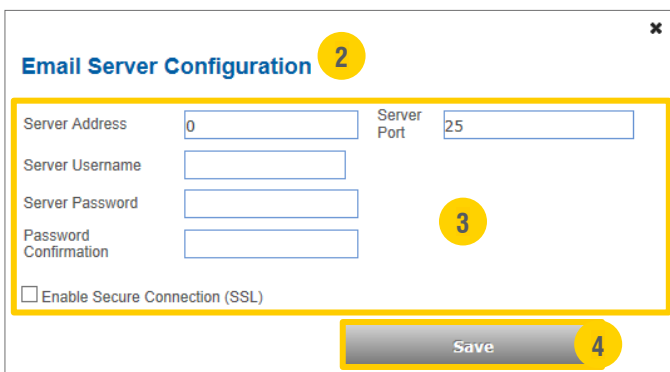 ✖
Email Server Configuration 2
Server Address 0 Server Port 25
Server Username
Server Password
3
Password Confirmation
Enable Secure Connection (SSL)
Save 4